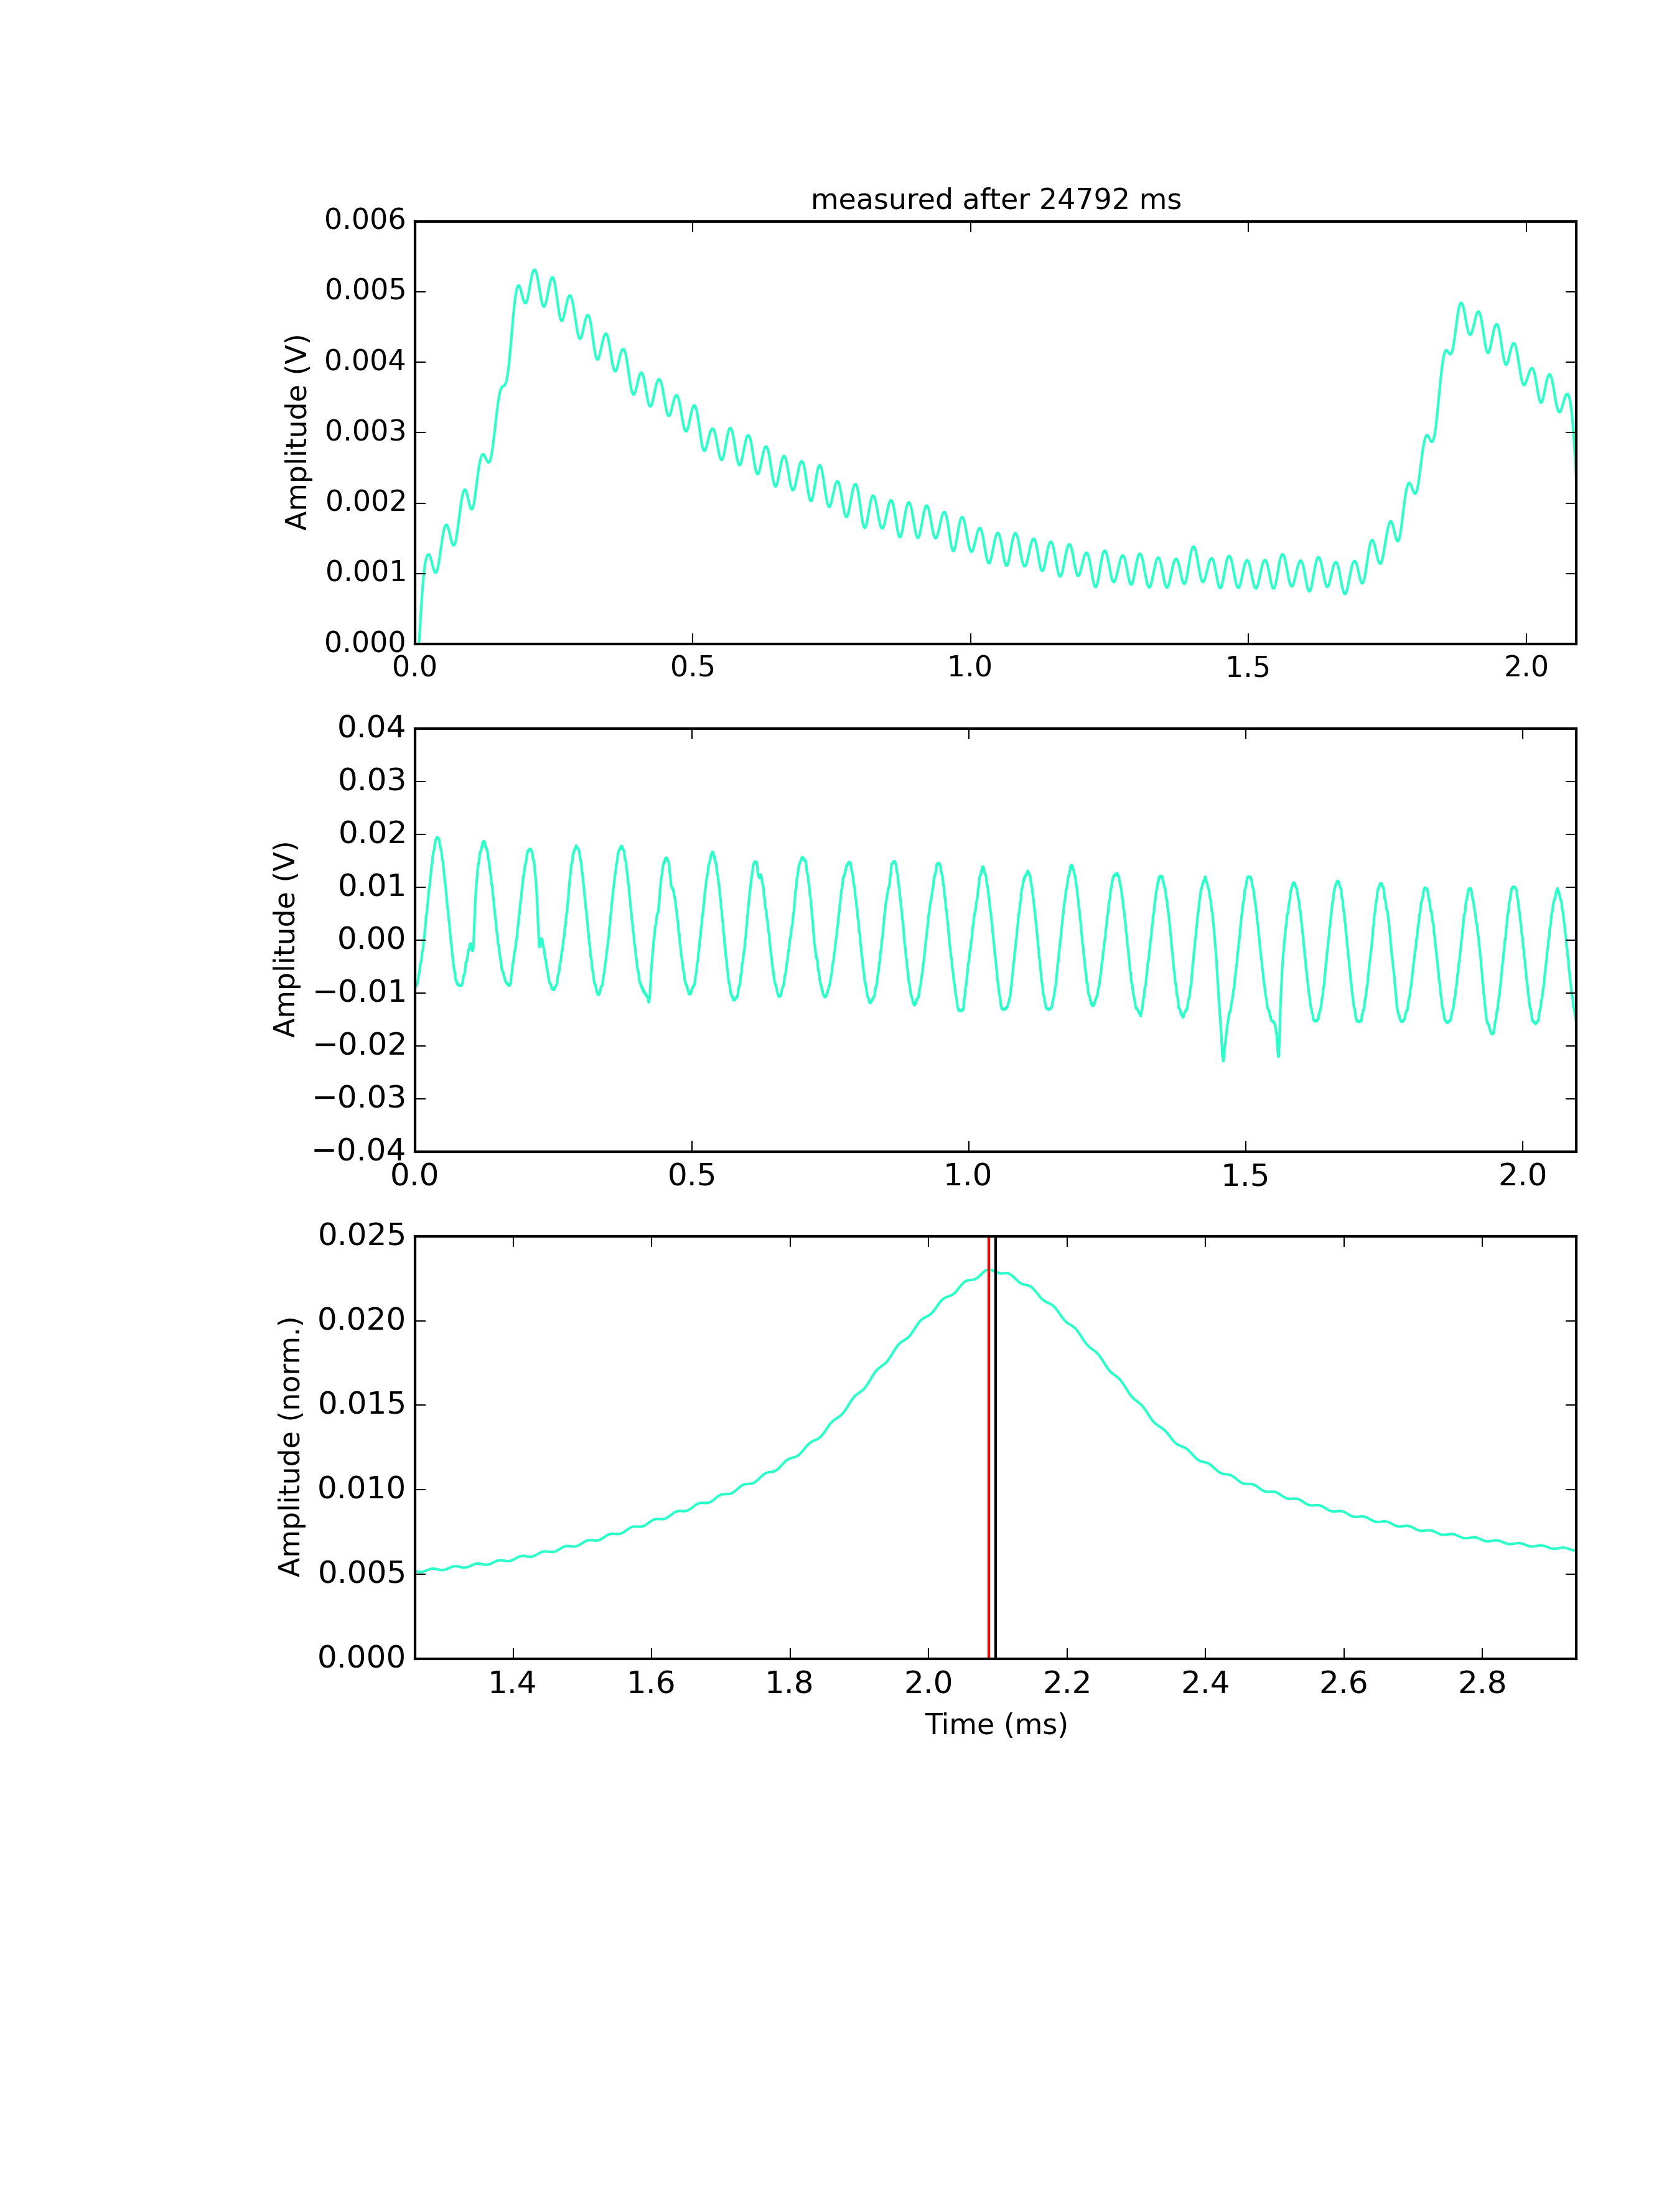 measured after 24792 ms
0.006
0.005
0.004
0.003
0.002
0.001
0.000
Amplitude (V)
0.0 0.5 1.0 1.5 2.0
0.04
0.03
0.02
0.01
0.00
−0.01
−0.02
−0.03
−0.04
Amplitude (V)
0.0 0.5 1.0 1.5 2.0
0.025
0.020
0.015
0.010
0.005
0.000
Amplitude (norm.)
1.4 1.6 1.8 2.0 2.2 2.4 2.6 2.8
Time (ms)